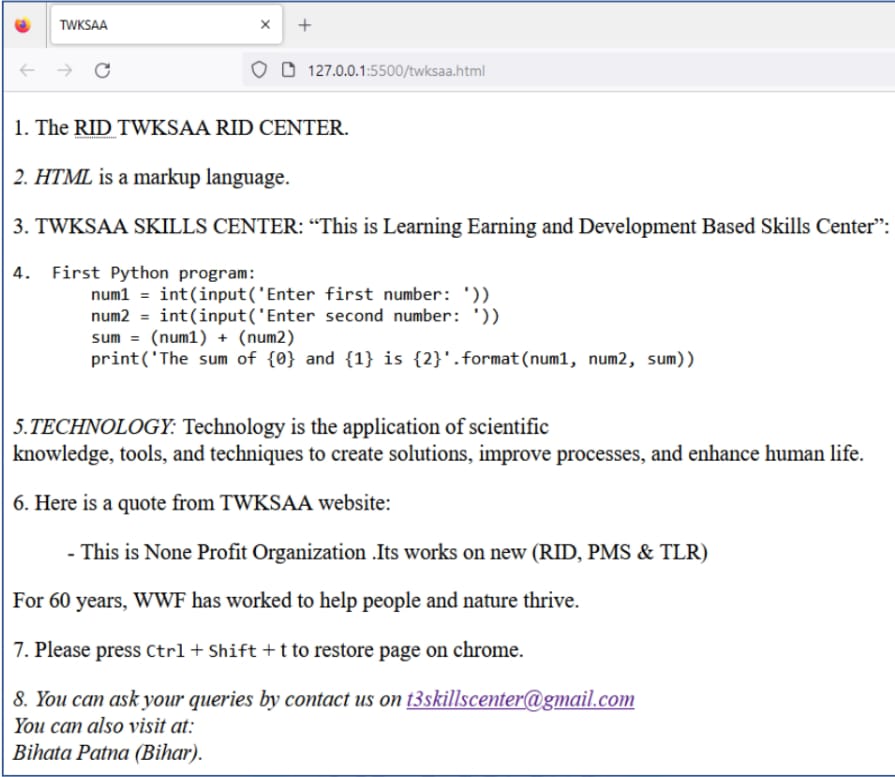 TWKSAA
127.0.0.1:5500/twksaa.html
1. The RID TWKSAA RID CENTER.
2. HTML is a markup language.
3. TWKSAA SKILLS CENTER: “This is Learning Earning and Development Based Skills Center”:
4.  First Python program:
        num1 = int(input('Enter first number: '))
        num2 = int(input('Enter second number: '))
        sum = (num1) + (num2)
        print('The sum of {0} and {1} is {2}'.format(num1, num2, sum))
5.TECHNOLOGY: Technology is the application of scientific
knowledge, tools, and techniques to create solutions, improve processes, and enhance human life.
6. Here is a quote from TWKSAA website:
- This is None Profit Organization .Its works on new (RID, PMS & TLR)
For 60 years, WWF has worked to help people and nature thrive.
7. Please press Ctrl + Shift + t to restore page on chrome.
8. You can ask your queries by contact us on t3skillscenter@gmail.com
You can also visit at:
Bihata Patna (Bihar).